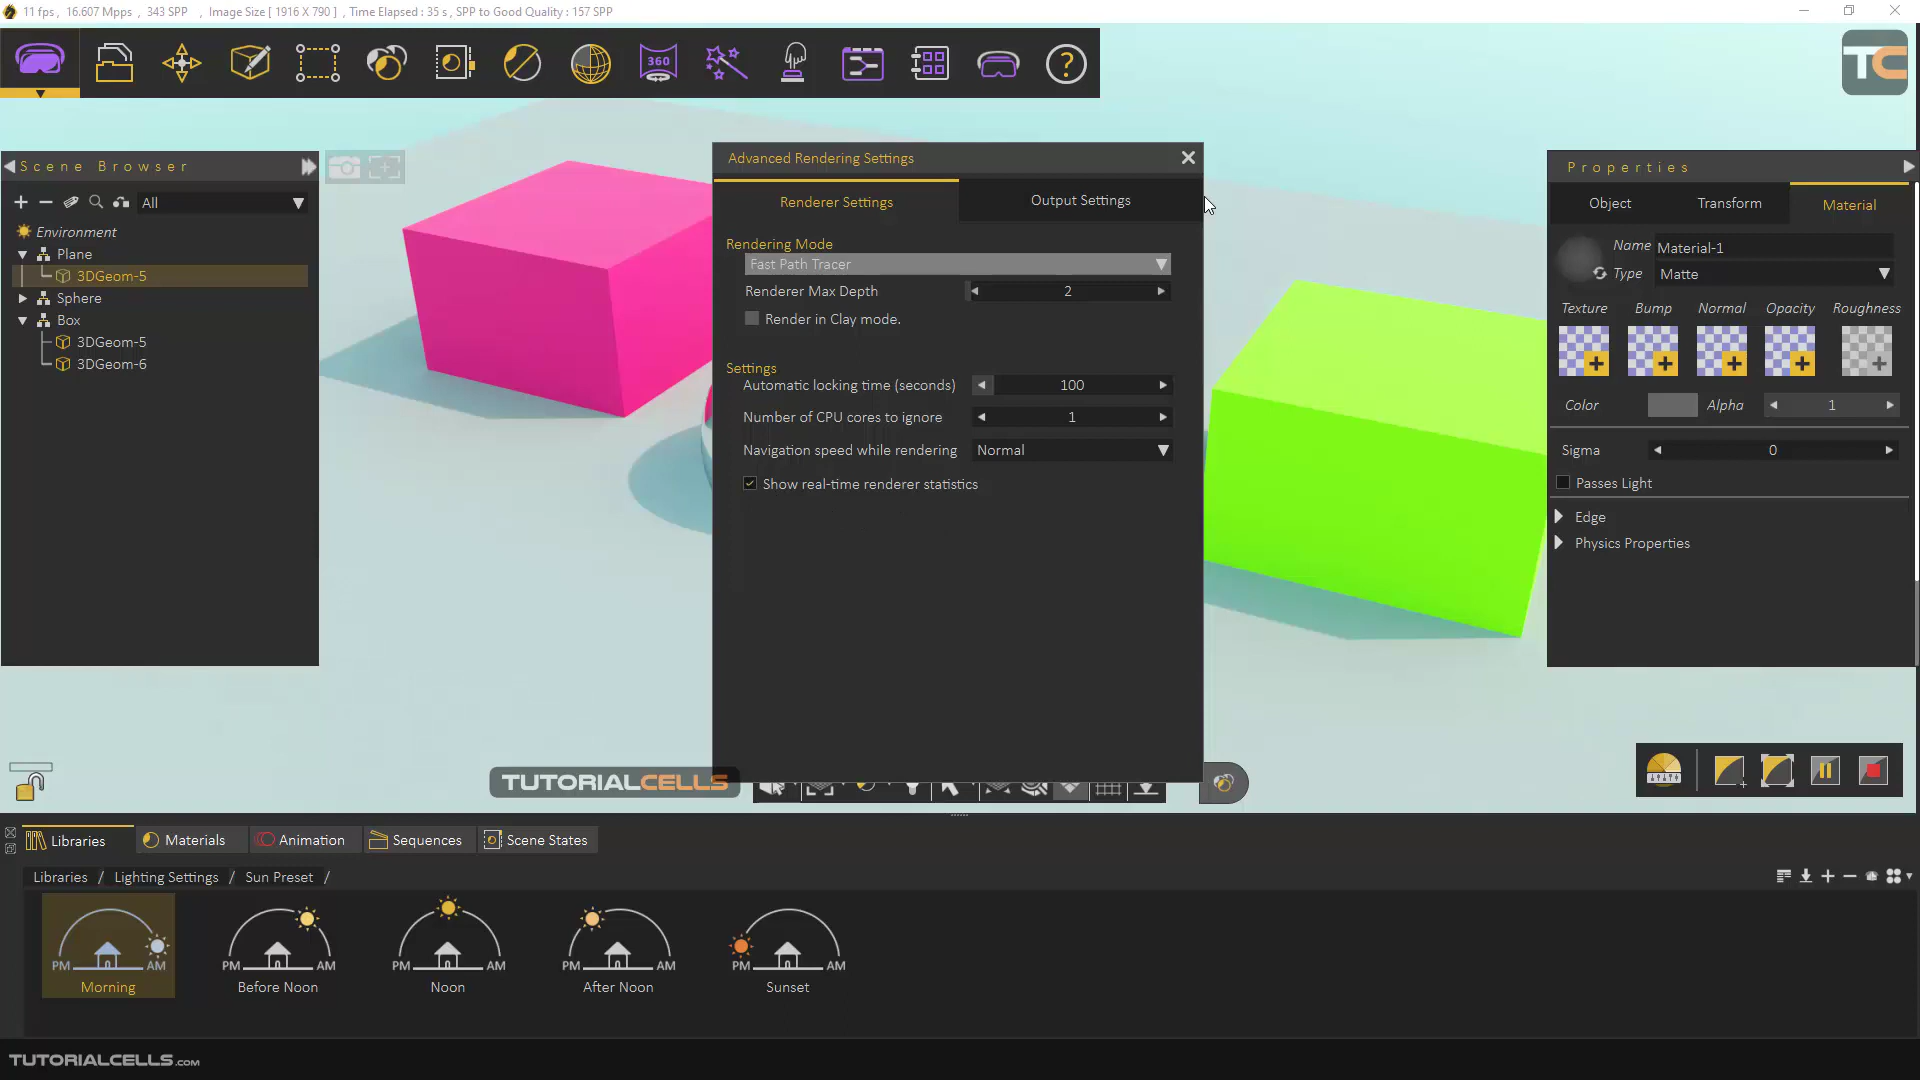 11 fps , 16.607 Mpps , 343 SPP , Image Size [ 1916 X 790 ] , Time Elapsed : 35 s , SPP to Good Quality : 157 SPP
360
?
TC
Scene Browser
All
Environment
Plane
3DGeom-5
Sphere
Box
3DGeom-5
3DGeom-6
Advanced Rendering Settings
Renderer Settings
Output Settings
Rendering Mode
Fast Path Tracer
Renderer Max Depth 2
Render in Clay mode.
Settings
Automatic locking time (seconds) 100
Number of CPU cores to ignore 1
Navigation speed while rendering Normal
Show real-time renderer statistics
Properties
Object Transform Material
Name Material-1
Type Matte
Texture Bump Normal Opacity Roughness
Color Alpha 1
Sigma 0
Passes Light
Edge
Physics Properties
TUTORIALCELLS
Libraries Materials Animation Sequences Scene States
Libraries / Lighting Settings / Sun Preset /
PM AM PM AM PM AM PM AM PM AM
Morning Before Noon Noon After Noon Sunset
TUTORIALCELLS.COM